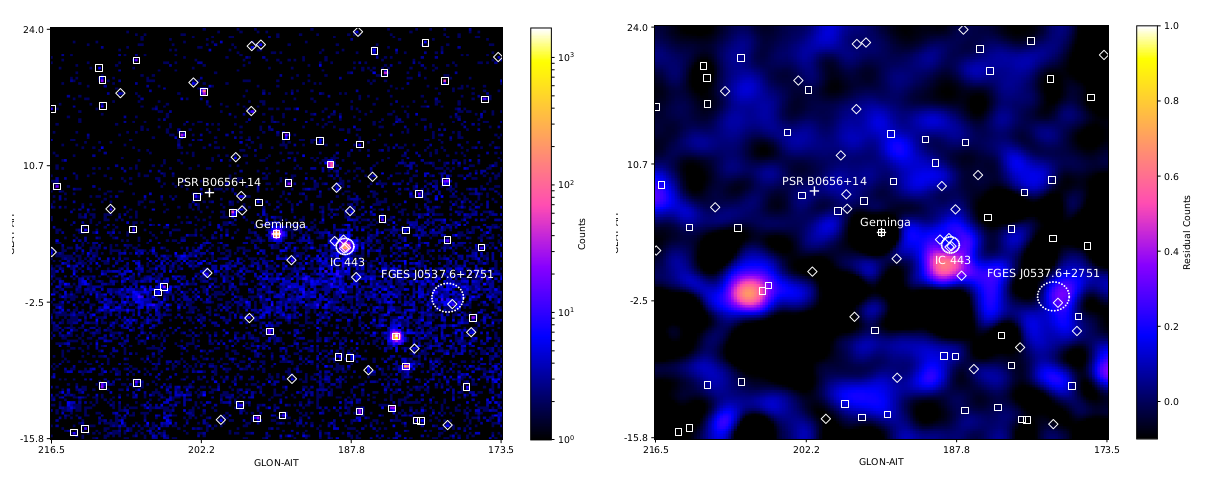 24.0
10.7
-2.5
-15.8
216.5
202.2
187.8
173.5
GLON-AIT
PSR B0656+14
Geminga
IC 443
FGES J0537.6+2751
10³
10²
10¹
10⁰
Counts
24.0
10.7
-2.5
-15.8
216.5
202.2
187.8
173.5
GLON-AIT
PSR B0656+14
Geminga
IC 443
FGES J0537.6+2751
1.0
0.8
0.6
0.4
0.2
0.0
Residual Counts